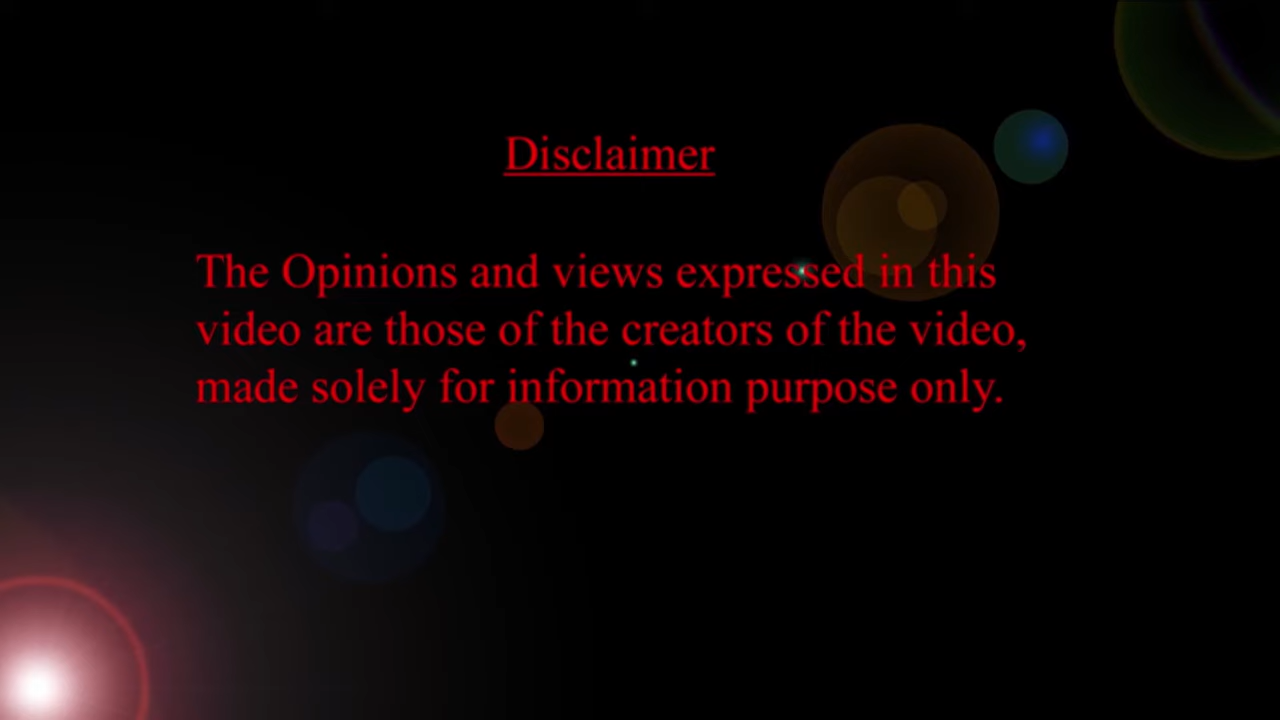 Disclaimer
The Opinions and views expressed in this
video are those of the creators of the video,
made solely for information purpose only.